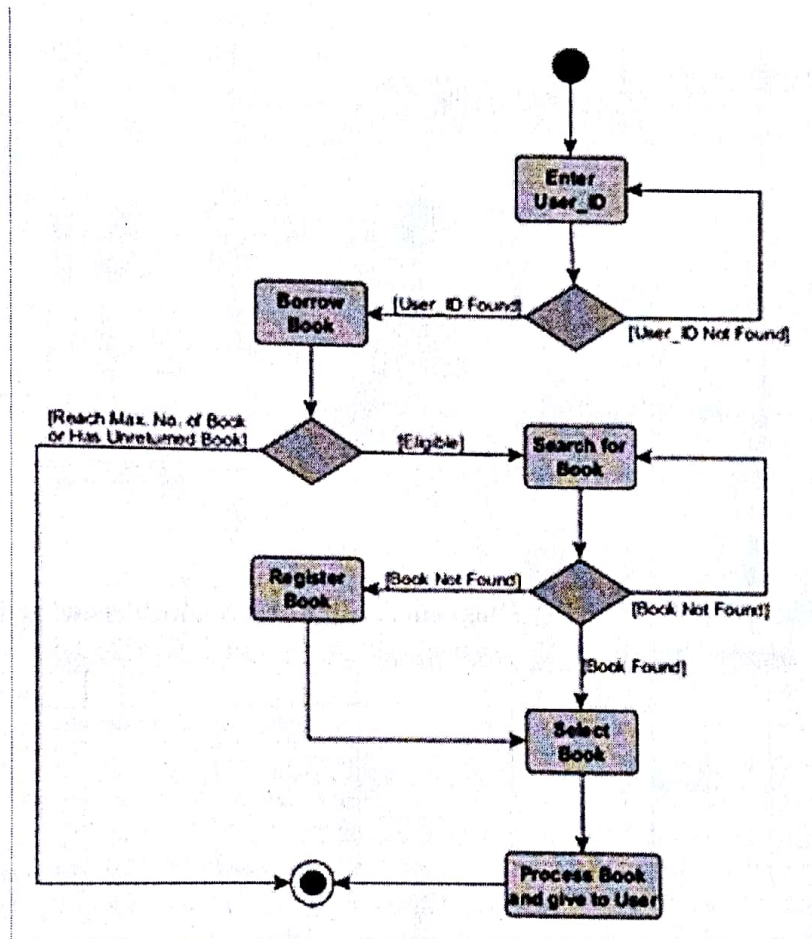 Enter
User_ID
Borrow
Book
[User_ID Found]
[User_ID Not Found]
[Reach Max. No. of Book
or Has Unreturned Book]
[Eligible]
Search for
Book
Register
Book
[Book Not Found]
[Book Not Found]
[Book Found]
Select
Book
Process Book
and give to User